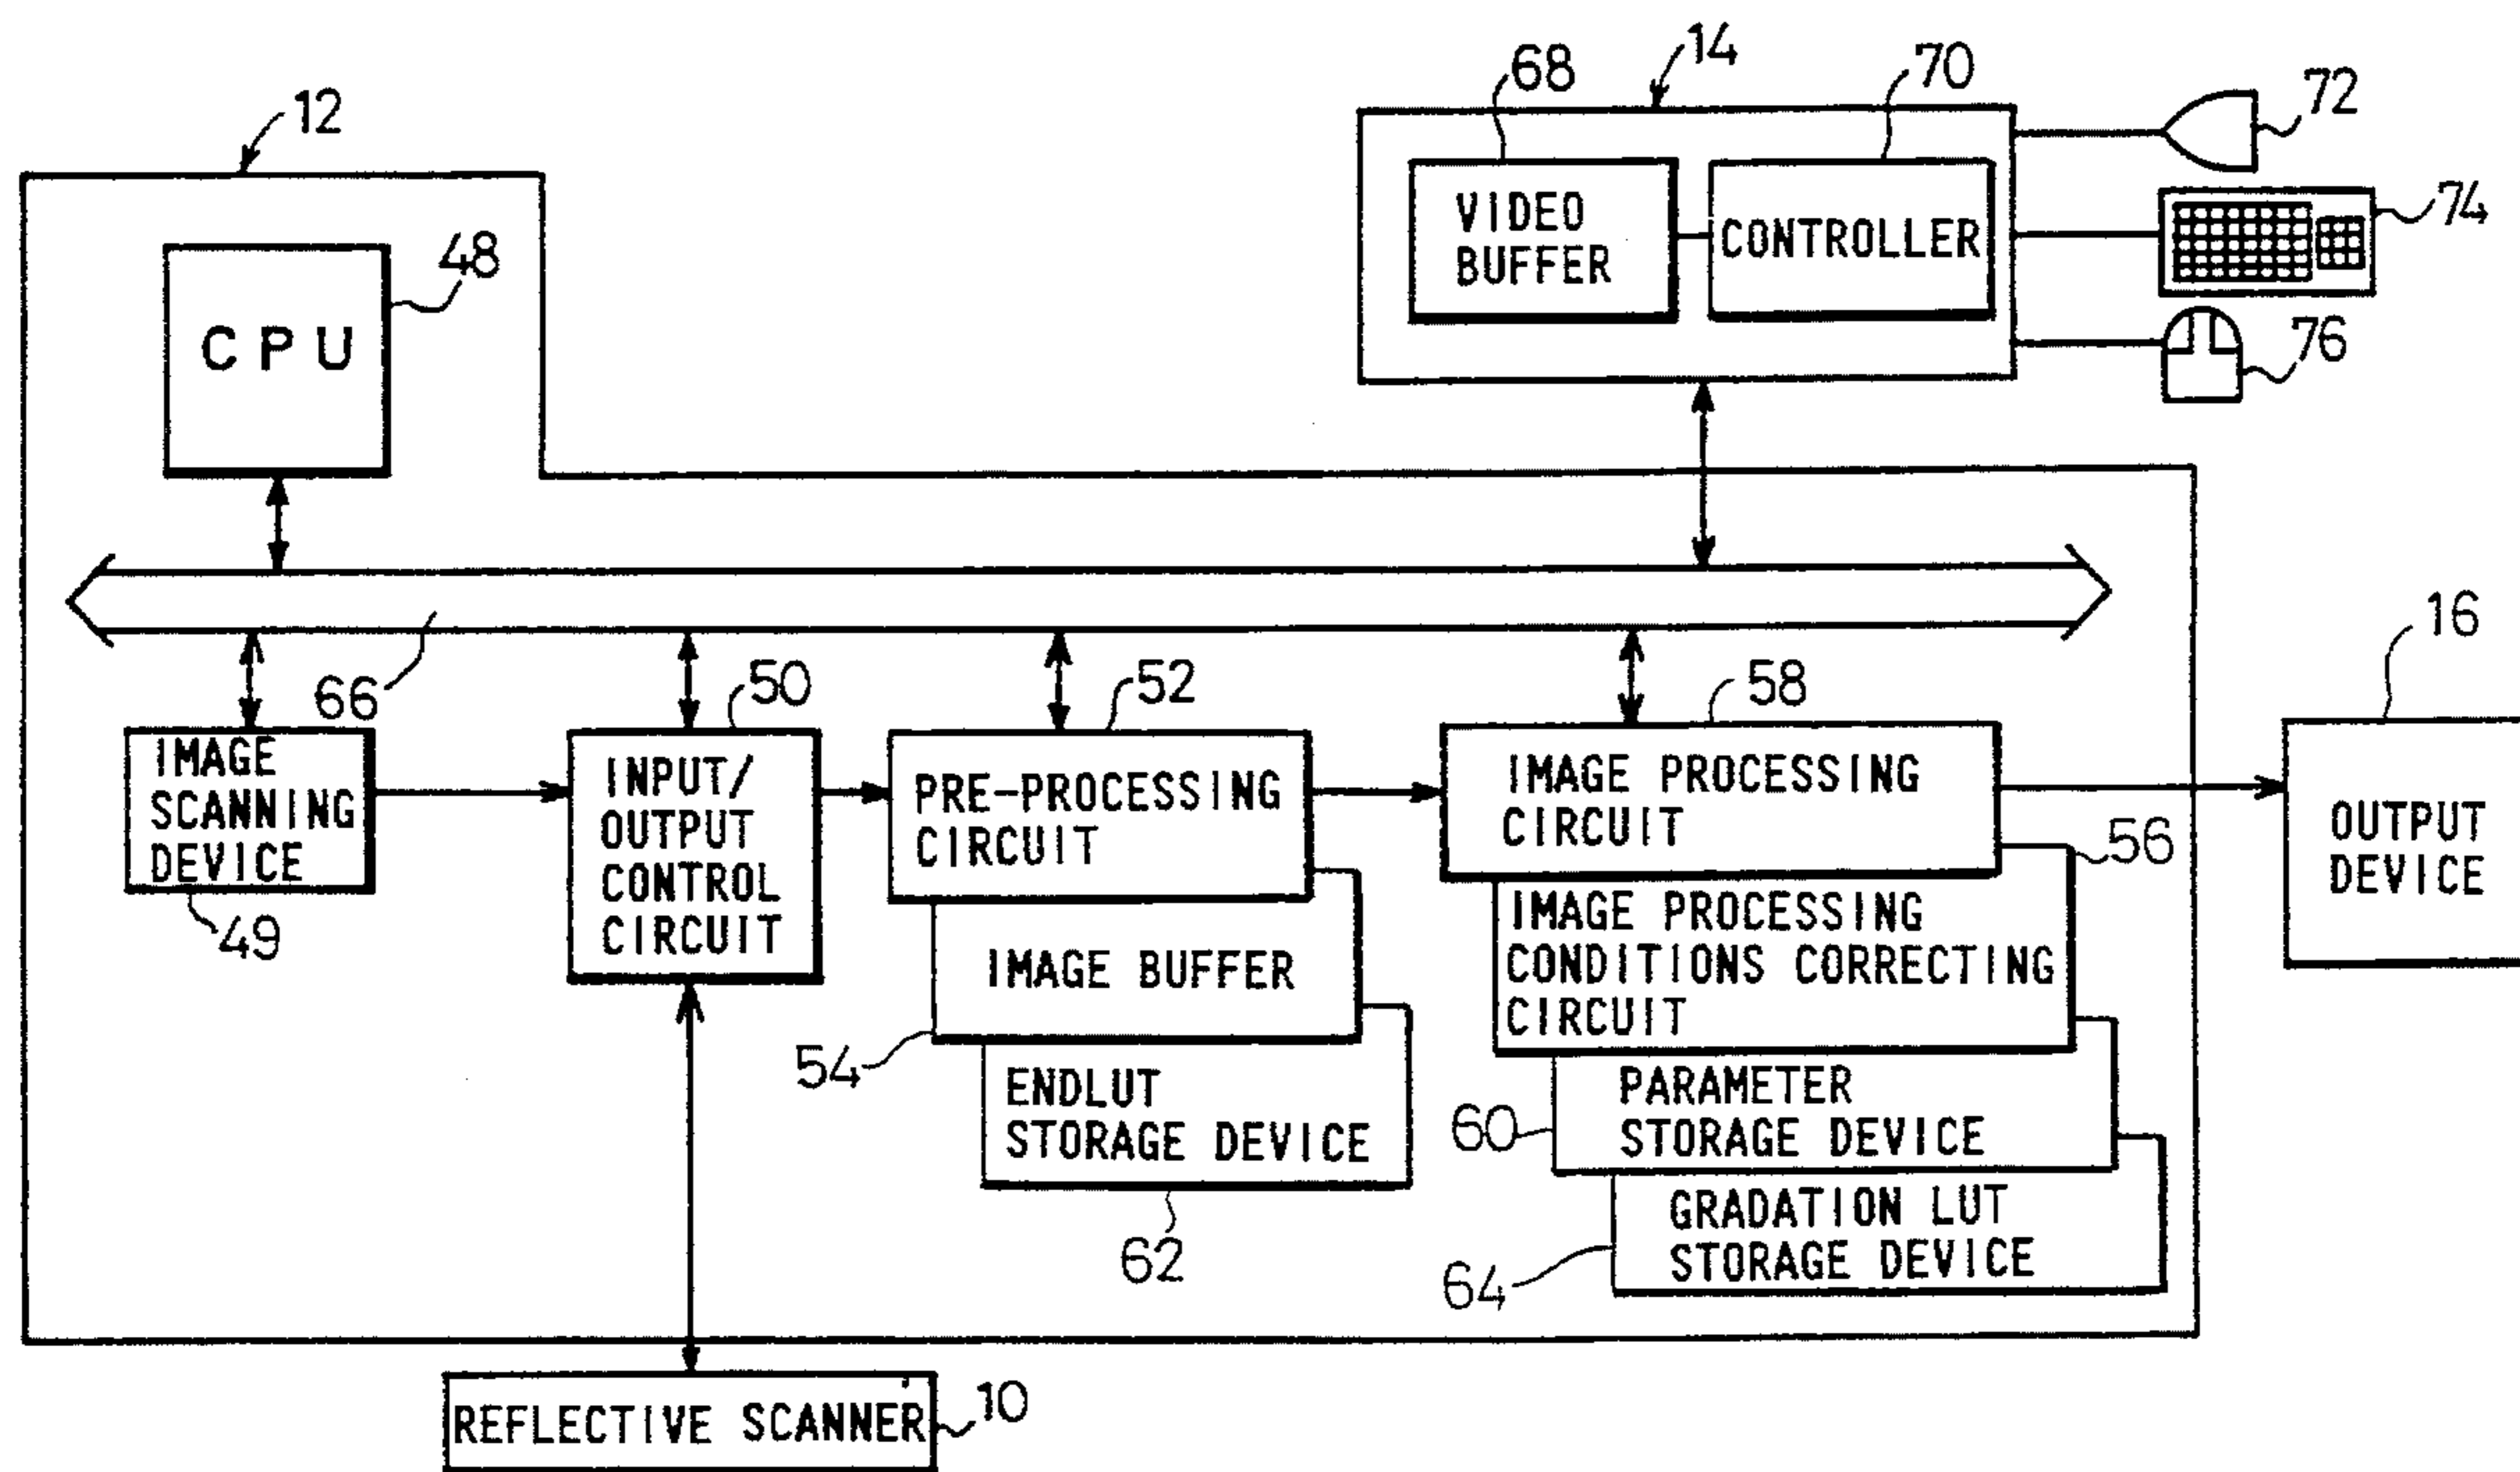 12
14
68
70
72
74
76
VIDEO
BUFFER
CONTROLLER
48
CPU
66
50
52
58
16
IMAGE
SCANNING
DEVICE
49
INPUT/
OUTPUT
CONTROL
CIRCUIT
PRE-PROCESSING
CIRCUIT
IMAGE BUFFER
54
ENDLUT
STORAGE DEVICE
62
IMAGE PROCESSING
CIRCUIT
56
IMAGE PROCESSING
CONDITIONS CORRECTING
CIRCUIT
60
PARAMETER
STORAGE DEVICE
64
GRADATION LUT
STORAGE DEVICE
OUTPUT
DEVICE
REFLECTIVE SCANNER
10